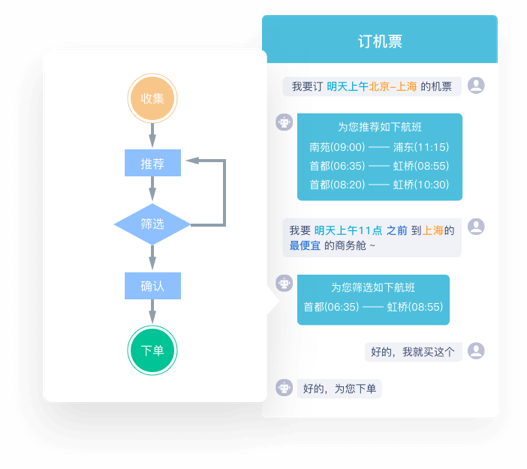 收集
推荐
筛选
确认
下单
订机票
我要订 明天上午北京-上海 的机票
为您推荐如下航班
南苑(09:00) —— 浦东(11:15)
首都(06:35) —— 虹桥(08:55)
首都(08:20) —— 虹桥(10:30)
我要 明天上午11点 之前 到上海的
最便宜 的商务舱 ~
为您筛选如下航班
首都(06:35) —— 虹桥(08:55)
好的，我就买这个
好的，为您下单